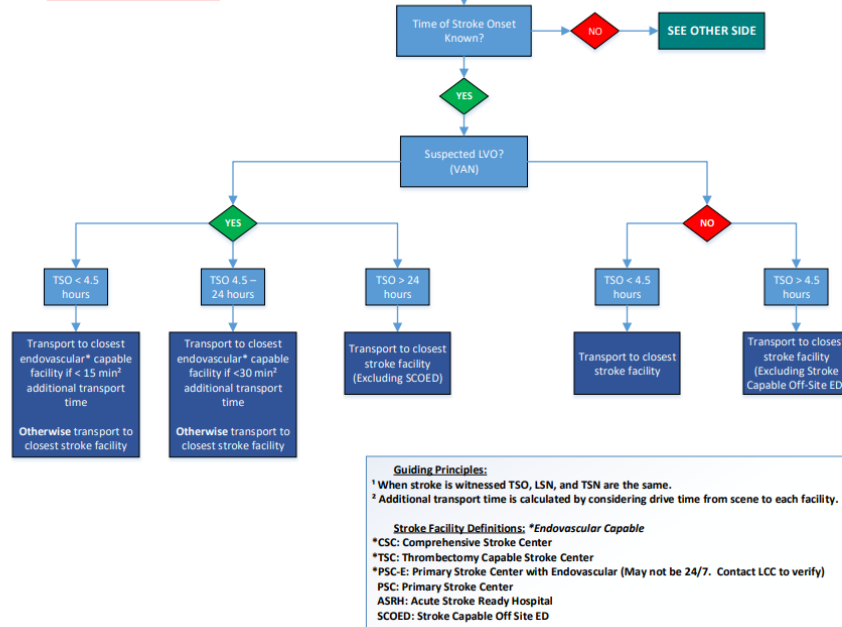 Time of Stroke Onset
Known?
NO
SEE OTHER SIDE
YES
Suspected LVO?
(VAN)
YES
NO
TSO < 4.5
hours
TSO 4.5 –
24 hours
TSO > 24
hours
TSO < 4.5
hours
TSO > 4.5
hours
Transport to closest
endovascular* capable
facility if < 15 min²
additional transport
time
Otherwise transport to
closest stroke facility
Transport to closest
endovascular* capable
facility if <30 min²
additional transport
time
Otherwise transport to
closest stroke facility
Transport to closest
stroke facility
(Excluding SCOED)
Transport to closest
stroke facility
Transport to closest
stroke facility
(Excluding Stroke
Capable Off-Site ED
Guiding Principles:
¹ When stroke is witnessed TSO, LSN, and TSN are the same.
² Additional transport time is calculated by considering drive time from scene to each facility.
Stroke Facility Definitions: *Endovascular Capable
*CSC: Comprehensive Stroke Center
*TSC: Thrombectomy Capable Stroke Center
*PSC-E: Primary Stroke Center with Endovascular (May not be 24/7. Contact LCC to verify)
PSC: Primary Stroke Center
ASRH: Acute Stroke Ready Hospital
SCOED: Stroke Capable Off Site ED